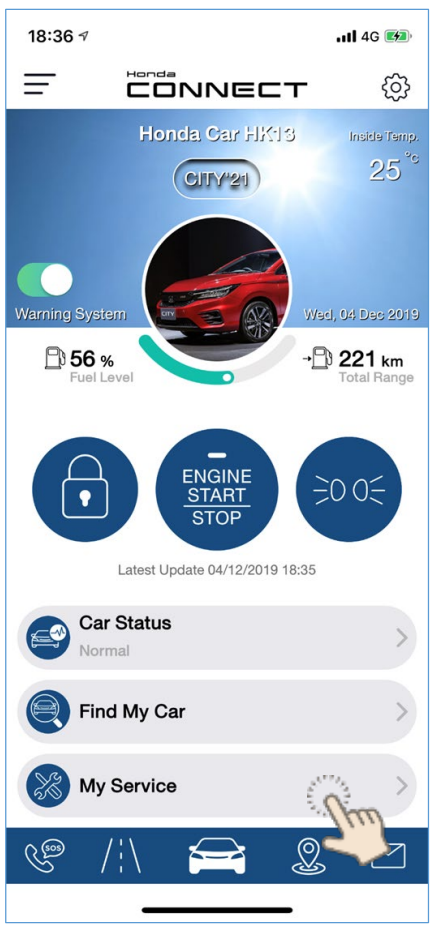 18:36
4G
Honda
CONNECT
Honda Car HK13
Inside Temp.
CITY'21
25 °C
CITY
Warning System
Wed, 04 Dec 2019
56 %
Fuel Level
221 km
Total Range
ENGINE
START
STOP
Latest Update 04/12/2019 18:35
Car Status
Normal
Find My Car
My Service
SOS